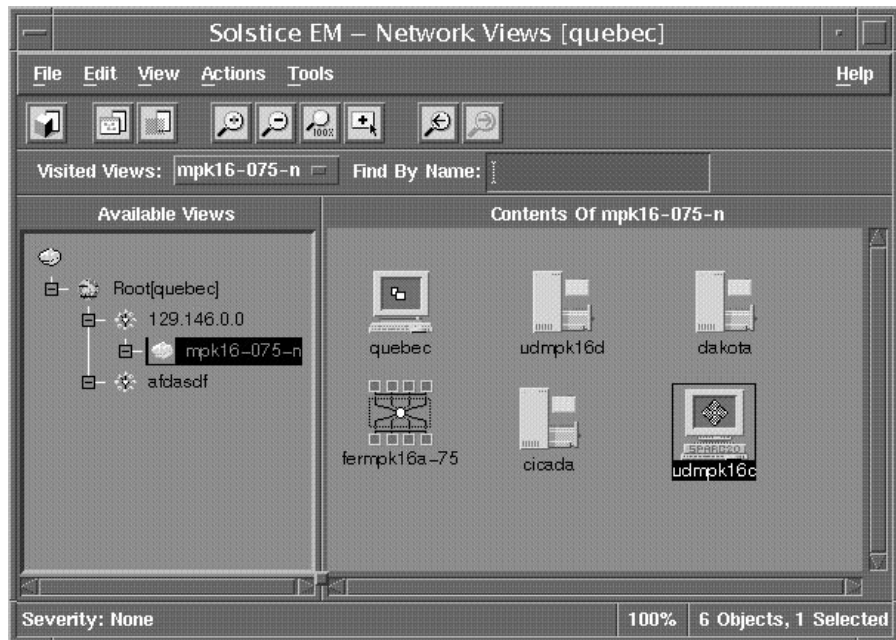 Solstice EM – Network Views [quebec]
File Edit View Actions Tools Help
100%
Visited Views: mpk16-075-n Find By Name:
Available Views
Contents Of mpk16-075-n
Root[quebec]
129.146.0.0
mpk16-075-n
afdasdf
quebec
udmpk16d
dakota
fermpk16a-75
cicada
SPARC20
udmpk16c
Severity: None
100%
6 Objects, 1 Selected